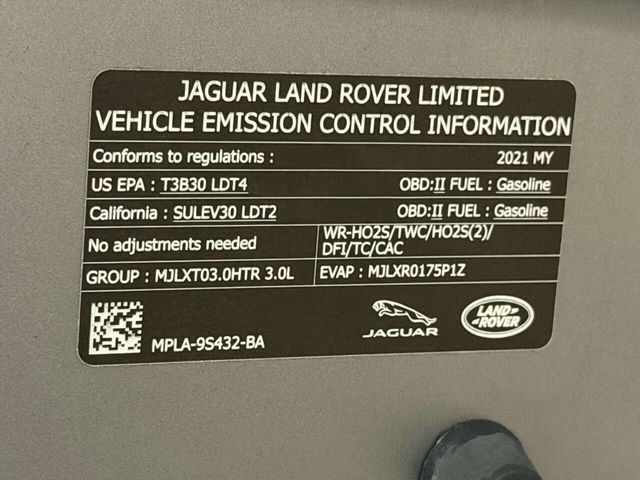 JAGUAR LAND ROVER LIMITED
VEHICLE EMISSION CONTROL INFORMATION
Conforms to regulations : 2021 MY
US EPA : T3B30 LDT4 OBD:II FUEL : Gasoline
California : SULEV30 LDT2 OBD:II FUEL : Gasoline
No adjustments needed
WR-HO2S/TWC/HO2S(2)/
DFI/TC/CAC
GROUP : MJLXT03.0HTR 3.0L
EVAP : MJLXR0175P1Z
MPLA-9S432-BA
JAGUAR
LAND
ROVER